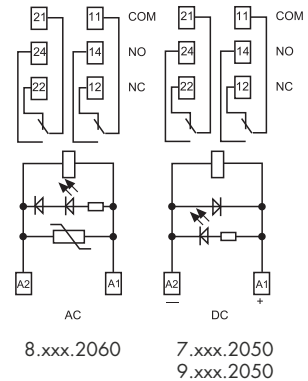 21 11 COM 21 11 COM
24 14 NO 24 14 NO
22 12 NC 22 12 NC
A2 A1 A2 A1
— +
AC DC
8.xxx.2060 7.xxx.2050
9.xxx.2050